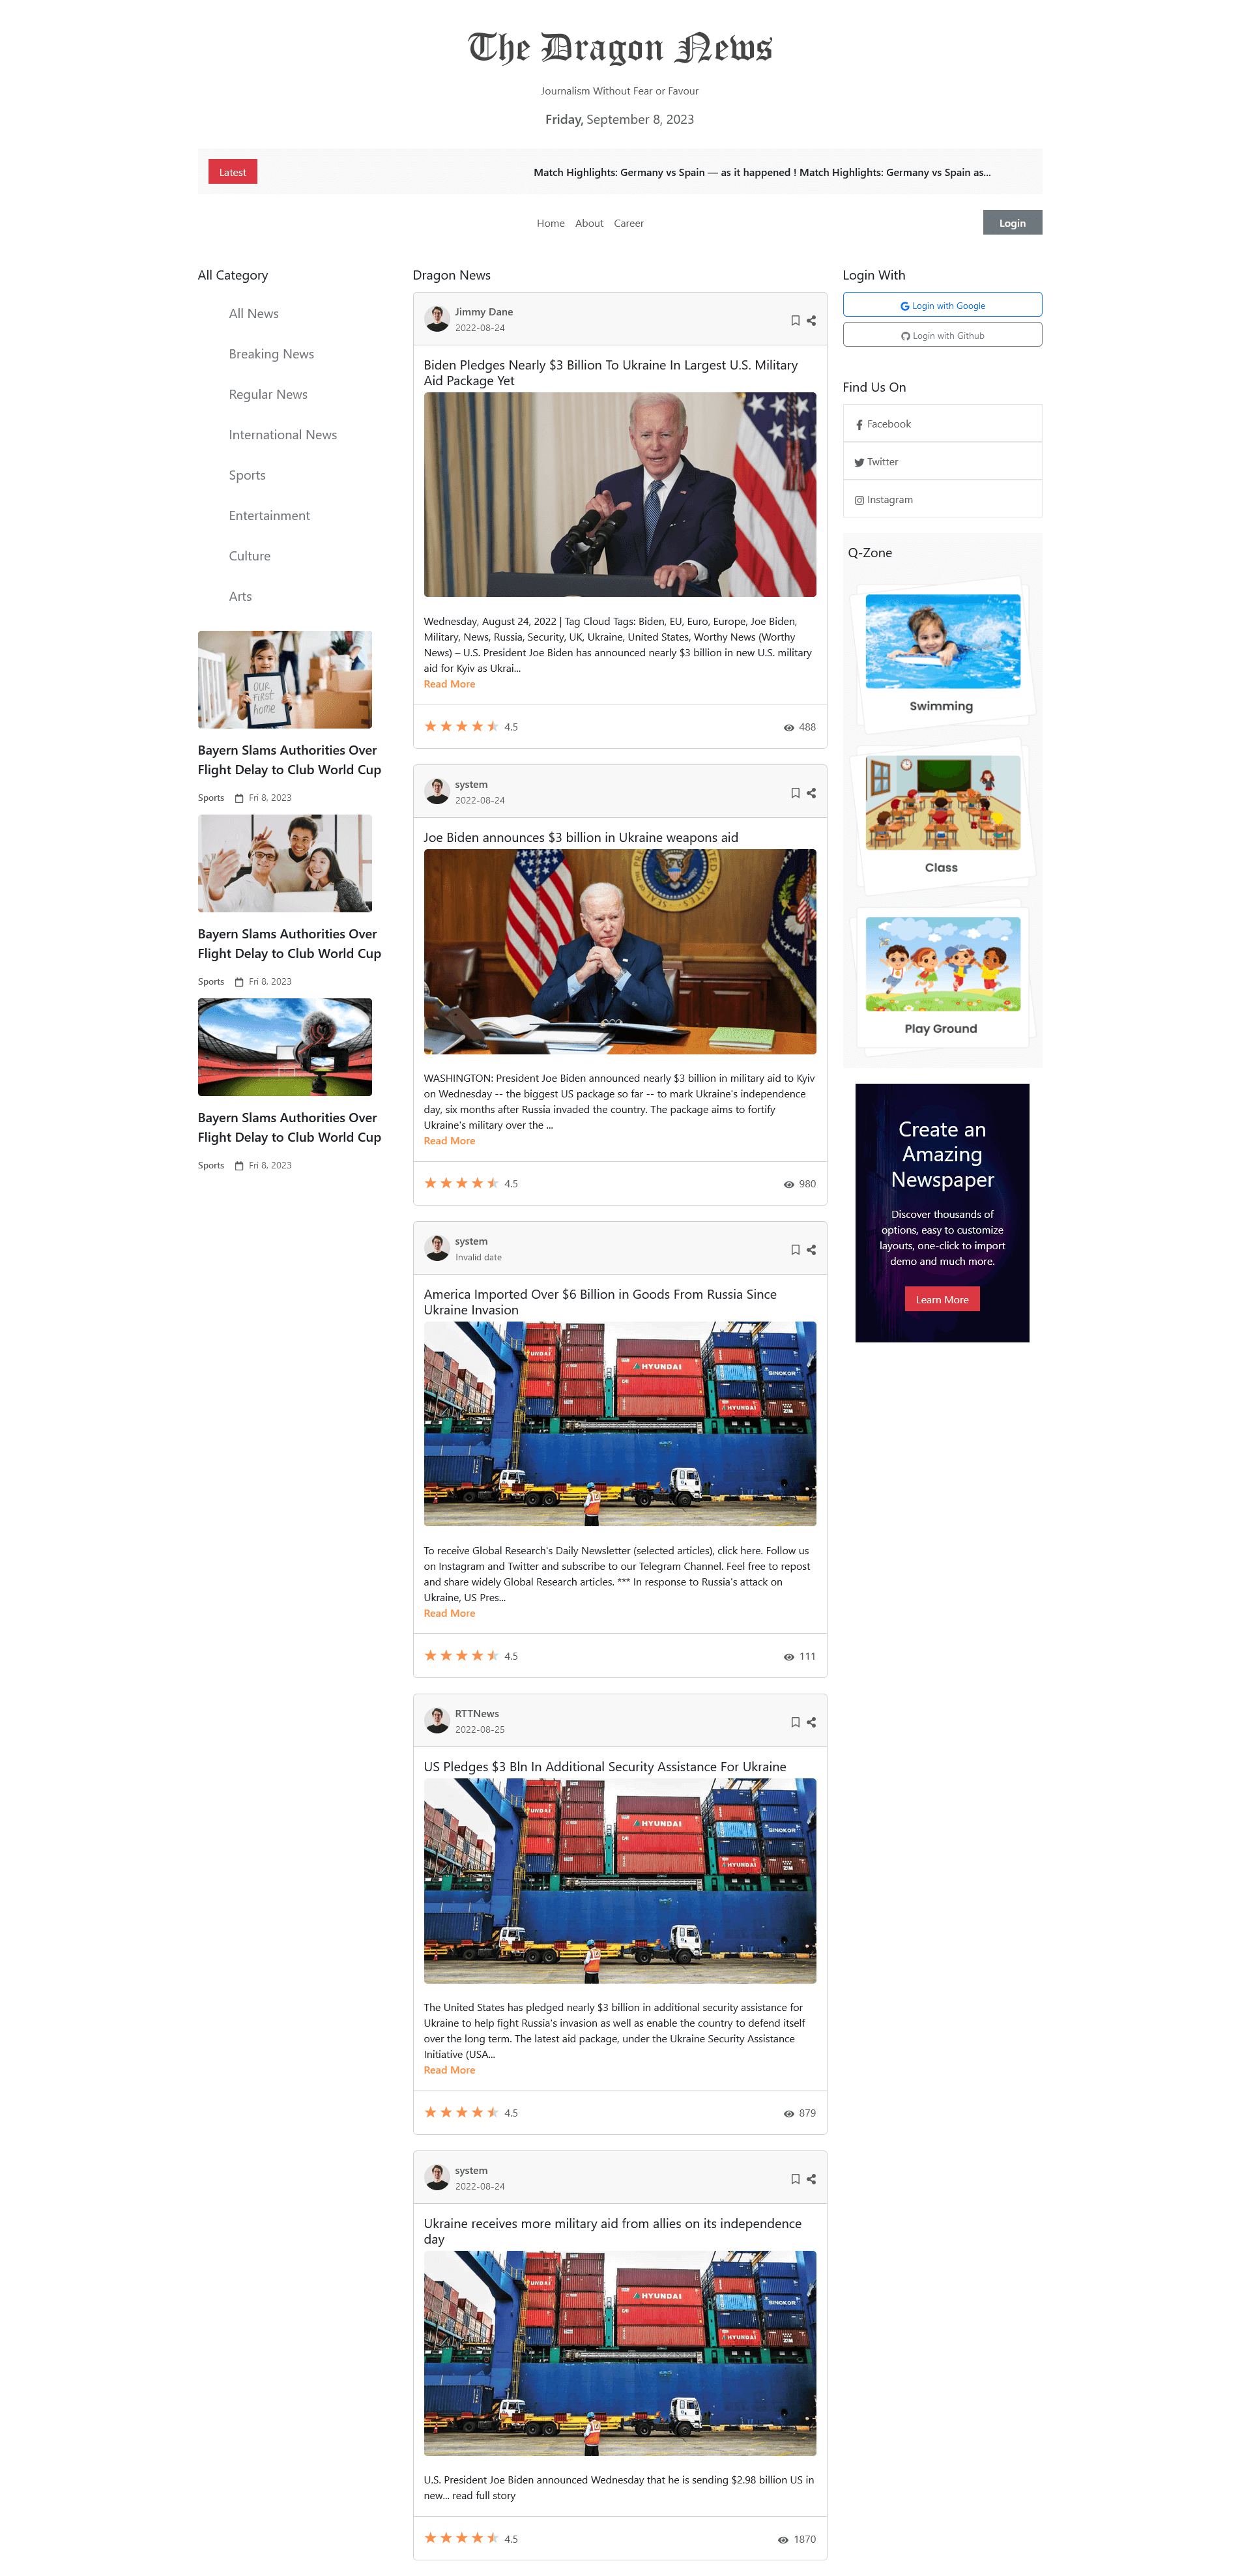 The Dragon News
Journalism Without Fear or Favour
Friday, September 8, 2023
Latest
Match Highlights: Germany vs Spain — as it happened ! Match Highlights: Germany vs Spain as...
Home About Career
Login
All Category
All News
Breaking News
Regular News
International News
Sports
Entertainment
Culture
Arts
OUR
FIRST
home
Bayern Slams Authorities Over
Flight Delay to Club World Cup
Sports Fri 8, 2023
Bayern Slams Authorities Over
Flight Delay to Club World Cup
Sports Fri 8, 2023
Bayern Slams Authorities Over
Flight Delay to Club World Cup
Sports Fri 8, 2023
Dragon News
Jimmy Dane
2022-08-24
Biden Pledges Nearly $3 Billion To Ukraine In Largest U.S. Military
Aid Package Yet
Wednesday, August 24, 2022 | Tag Cloud Tags: Biden, EU, Euro, Europe, Joe Biden,
Military, News, Russia, Security, UK, Ukraine, United States, Worthy News (Worthy
News) – U.S. President Joe Biden has announced nearly $3 billion in new U.S. military
aid for Kyiv as Ukrai...
Read More
4.5 488
system
2022-08-24
Joe Biden announces $3 billion in Ukraine weapons aid
WASHINGTON: President Joe Biden announced nearly $3 billion in military aid to Kyiv
on Wednesday -- the biggest US package so far -- to mark Ukraine's independence
day, six months after Russia invaded the country. The package aims to fortify
Ukraine's military over the ...
Read More
4.5 980
system
Invalid date
America Imported Over $6 Billion in Goods From Russia Since
Ukraine Invasion
HYUNDAI
SINOKOR
HYUNDAI
ZIM
To receive Global Research's Daily Newsletter (selected articles), click here. Follow us
on Instagram and Twitter and subscribe to our Telegram Channel. Feel free to repost
and share widely Global Research articles. *** In response to Russia's attack on
Ukraine, US Pres...
Read More
4.5 111
RTTNews
2022-08-25
US Pledges $3 Bln In Additional Security Assistance For Ukraine
HYUNDAI
SINOKOR
HYUNDAI
ZIM
The United States has pledged nearly $3 billion in additional security assistance for
Ukraine to help fight Russia's invasion as well as enable the country to defend itself
over the long term. The latest aid package, under the Ukraine Security Assistance
Initiative (USA...
Read More
4.5 879
system
2022-08-24
Ukraine receives more military aid from allies on its independence
day
HYUNDAI
SINOKOR
HYUNDAI
ZIM
U.S. President Joe Biden announced Wednesday that he is sending $2.98 billion US in
new... read full story
4.5 1870
Login With
Login with Google
Login with Github
Find Us On
Facebook
Twitter
Instagram
Q-Zone
Swimming
Class
Play Ground
Create an
Amazing
Newspaper
Discover thousands of
options, easy to customize
layouts, one-click to import
demo and much more.
Learn More